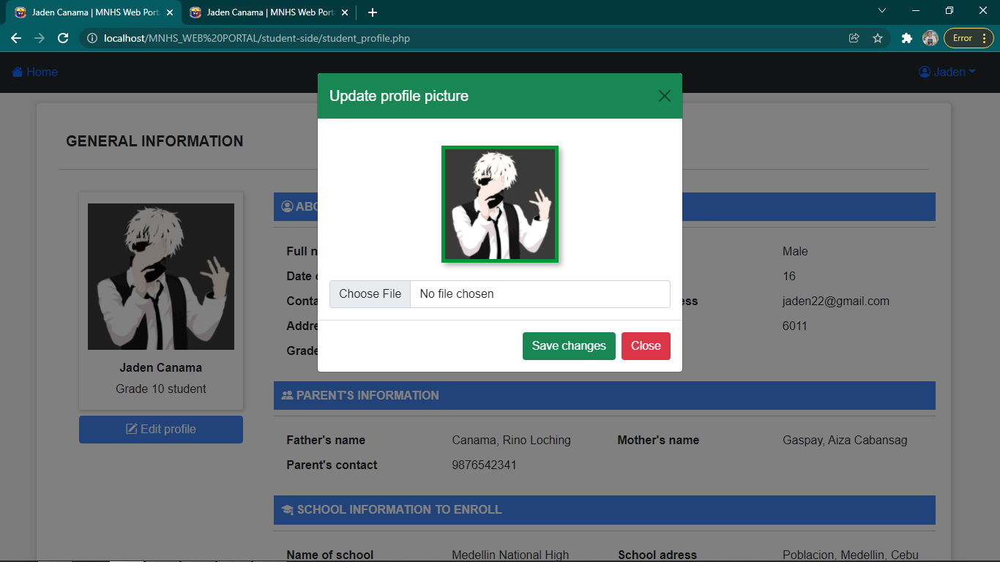 Jaden Canama | MNHS Web Port
Jaden Canama | MNHS Web Port
localhost/MNHS_WEB%20PORTAL/student-side/student_profile.php
Error
Home
Jaden
Update profile picture
GENERAL INFORMATION
ABO
Full n
Male
Date o
16
Conta
ess
jaden22@gmail.com
Choose File No file chosen
Addre
6011
Grade
Save changes Close
Jaden Canama
Grade 10 student
Edit profile
PARENT'S INFORMATION
Father's name Canama, Rino Loching Mother's name Gaspay, Aiza Cabansag
Parent's contact 9876542341
SCHOOL INFORMATION TO ENROLL
Name of school Medellin National High School adress Poblacion, Medellin, Cebu